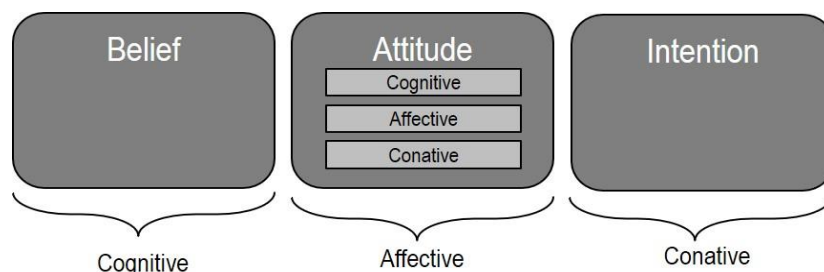 Belief
Attitude
Intention
Cognitive
Affective
Conative
Cognitive
Affective
Conative